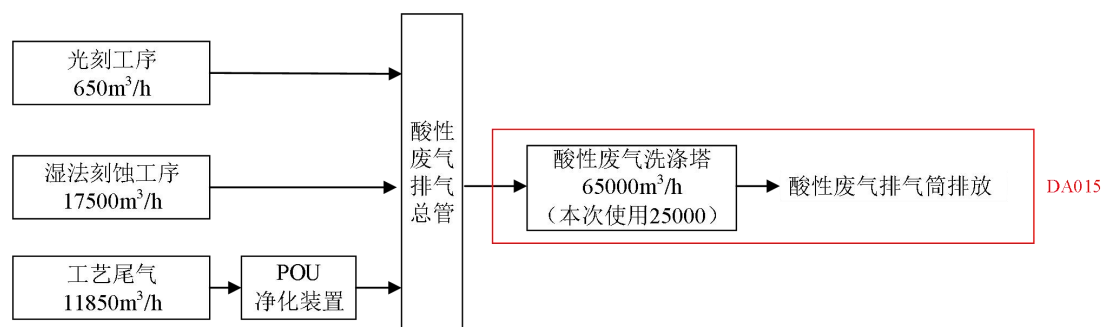 光刻工序
650m³/h
湿法刻蚀工序
17500m³/h
工艺尾气
11850m³/h
POU
净化装置
酸性
废气
排气
总管
酸性废气洗涤塔
65000m³/h
（本次使用25000）
酸性废气排气筒排放
DA015